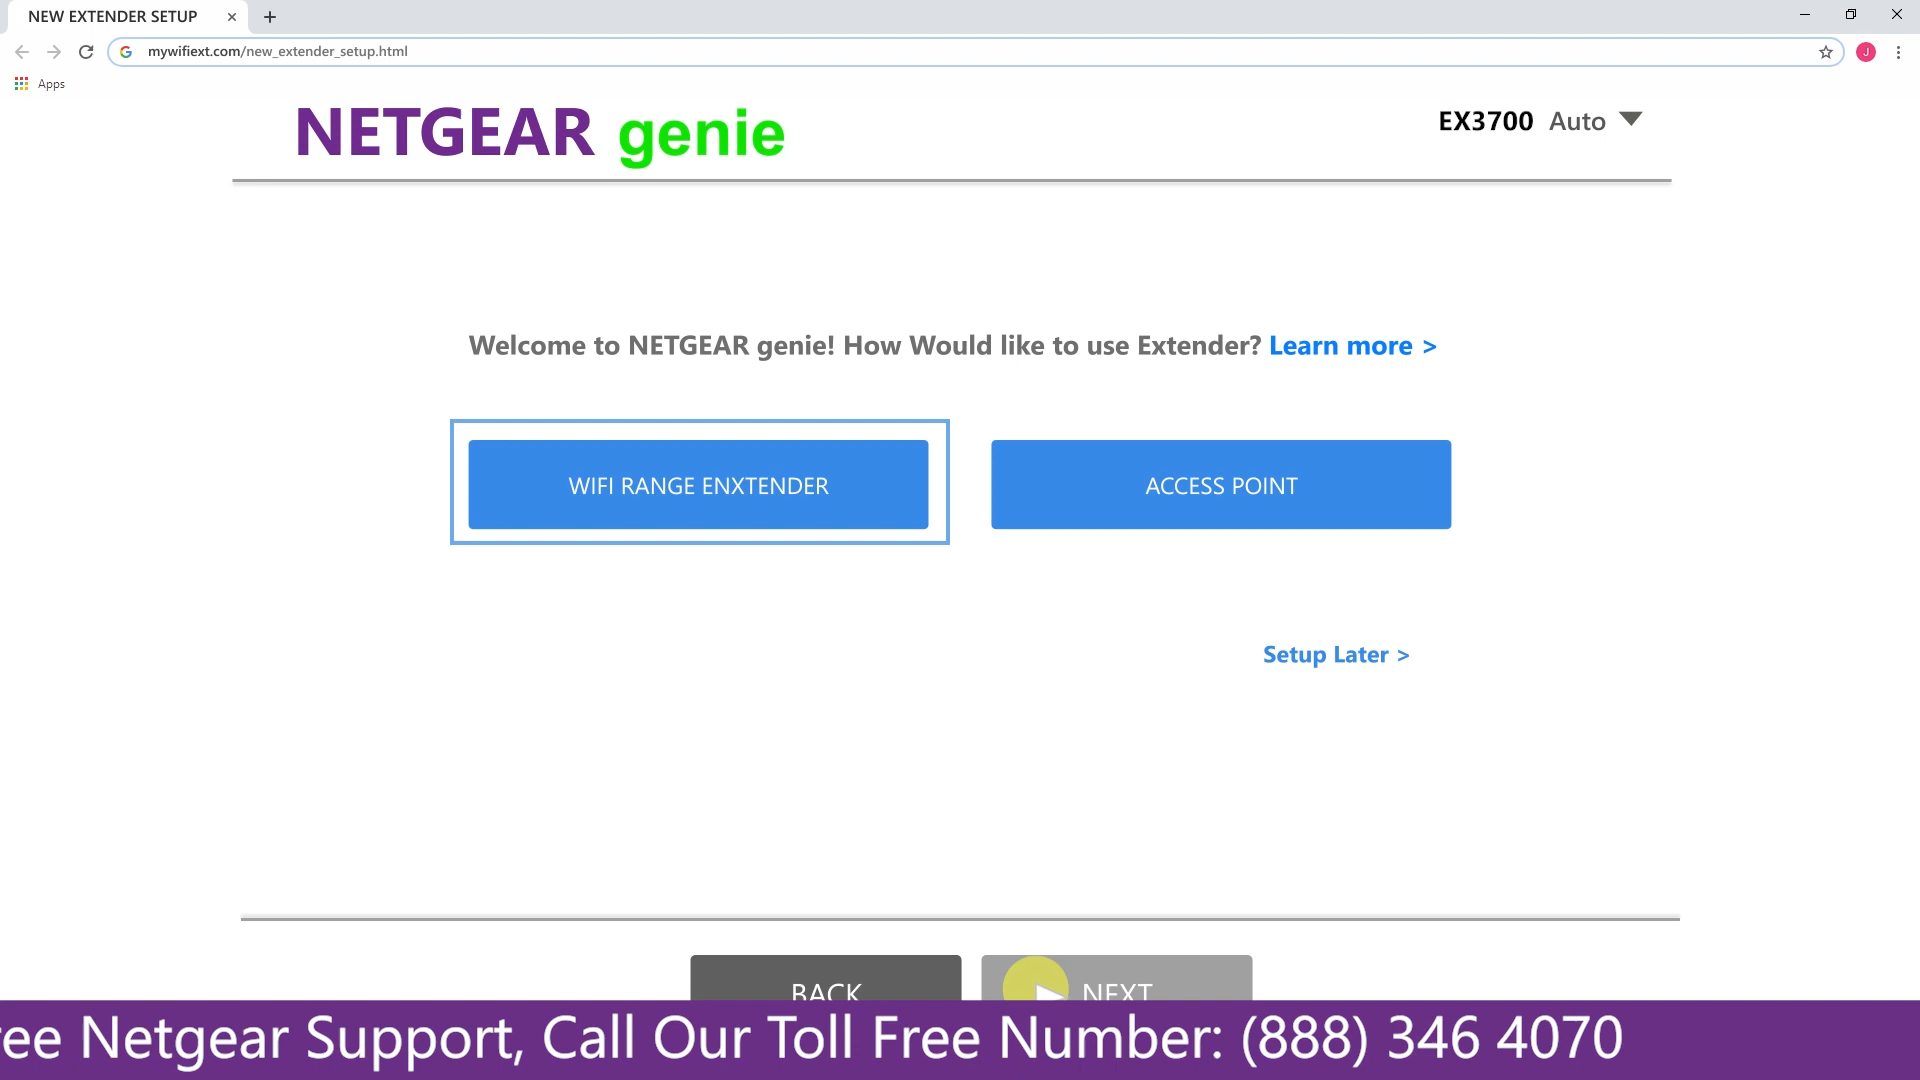 NEW EXTENDER SETUP
mywifiext.com/new_extender_setup.html
J
Apps
NETGEAR genie
EX3700 Auto
Welcome to NETGEAR genie! How Would like to use Extender? Learn more >
WIFI RANGE ENXTENDER
ACCESS POINT
Setup Later >
BACK
NEXT
ee Netgear Support, Call Our Toll Free Number: (888) 346 4070